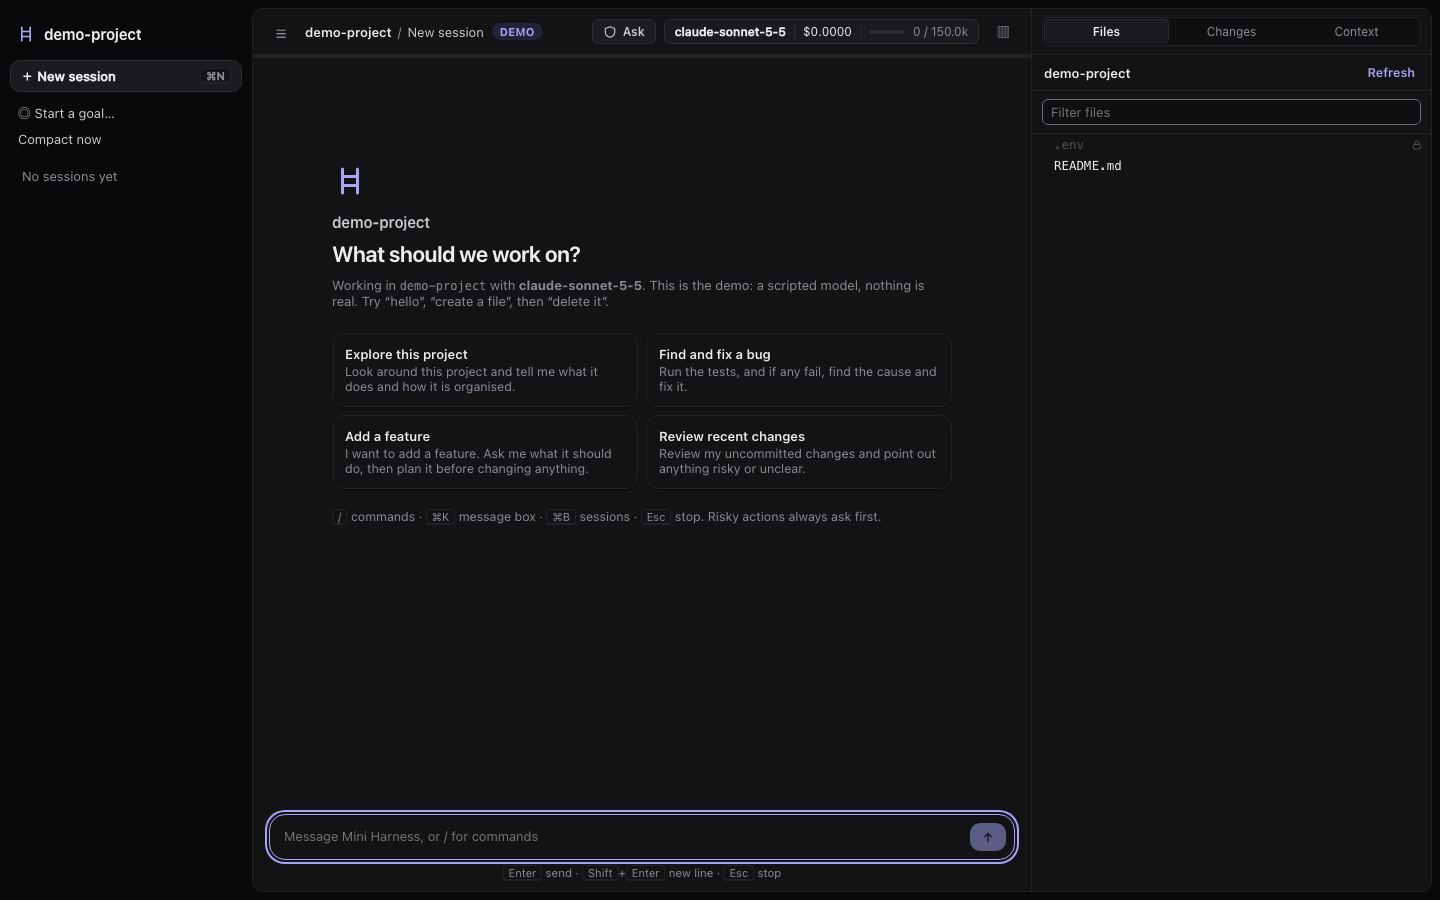 demo-project
+ New session ⌘N
◎ Start a goal...
Compact now
No sessions yet
☰ demo-project / New session DEMO
Ask
claude-sonnet-5-5 $0.0000 0 / 150.0k
demo-project
What should we work on?
Working in demo-project with claude-sonnet-5-5. This is the demo: a scripted model, nothing is
real. Try “hello”, “create a file”, then “delete it”.
Explore this project
Look around this project and tell me what it
does and how it is organised.
Find and fix a bug
Run the tests, and if any fail, find the cause and
fix it.
Add a feature
I want to add a feature. Ask me what it should
do, then plan it before changing anything.
Review recent changes
Review my uncommitted changes and point out
anything risky or unclear.
/ commands · ⌘K message box · ⌘B sessions · Esc stop. Risky actions always ask first.
Message Mini Harness, or / for commands
Enter send · Shift+Enter new line · Esc stop
Files Changes Context
demo-project Refresh
Filter files
.env
README.md